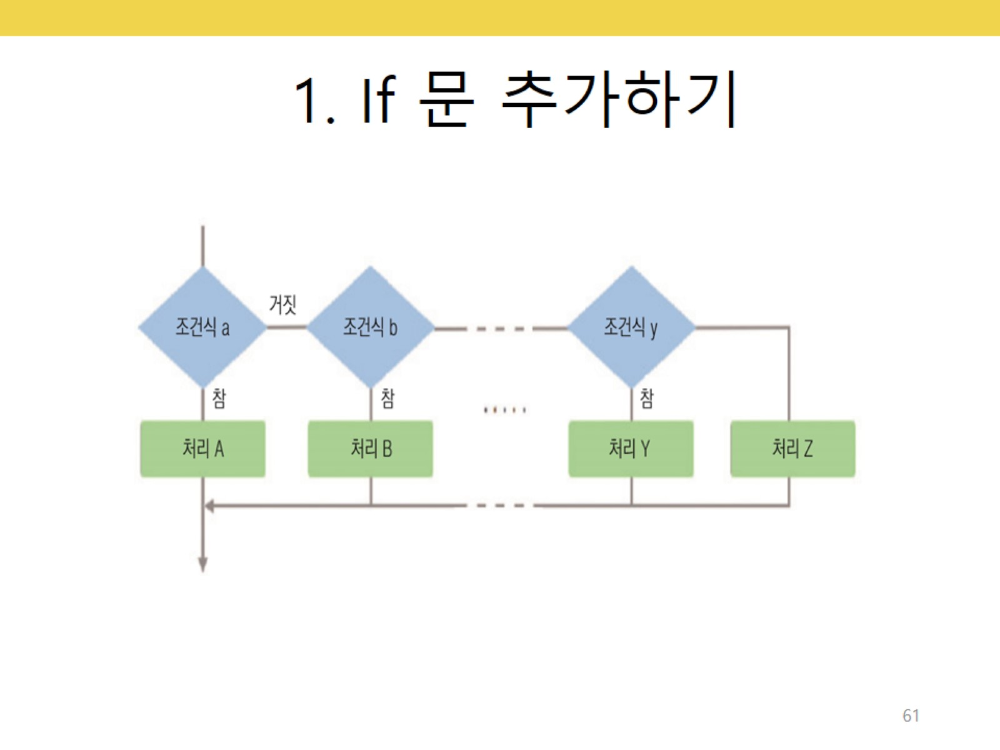 1. If 문 추가하기
거짓
조건식 a
조건식 b
조건식 y
참
참
참
처리 A
처리 B
처리 Y
처리 Z
61